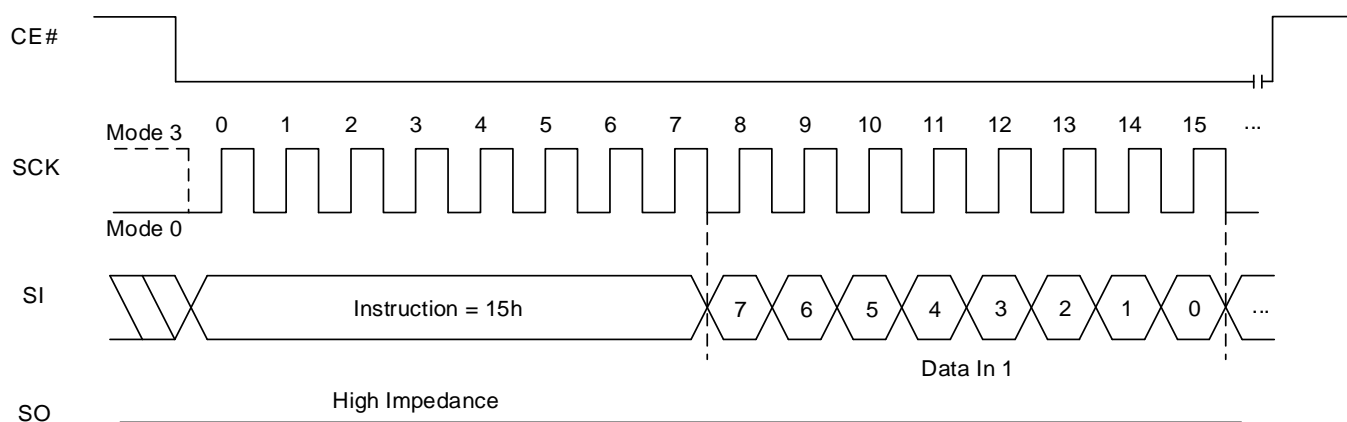 CE#
Mode 3 0 1 2 3 4 5 6 7 8 9 10 11 12 13 14 15 ...
SCK
Mode 0
SI Instruction = 15h 7 6 5 4 3 2 1 0 ...
Data In 1
High Impedance
SO